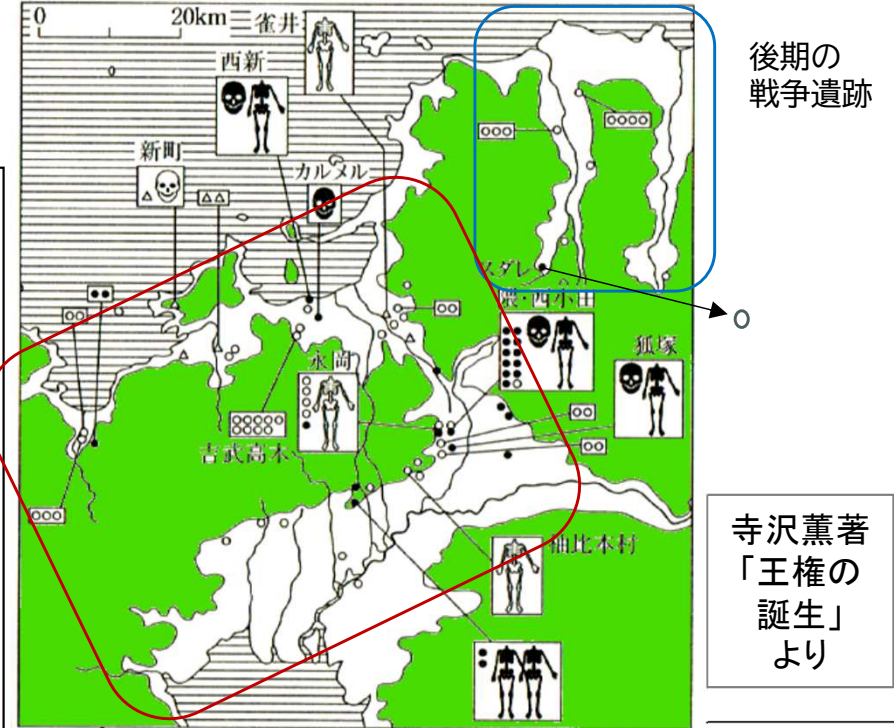 0
20km
雀井
西新
新町
カルメル
スダレ
隈・西小田
狐塚
永岡
吉武高木
柚比本村
後期の
戦争遺跡
寺沢薫著
「王権の
誕生」
より